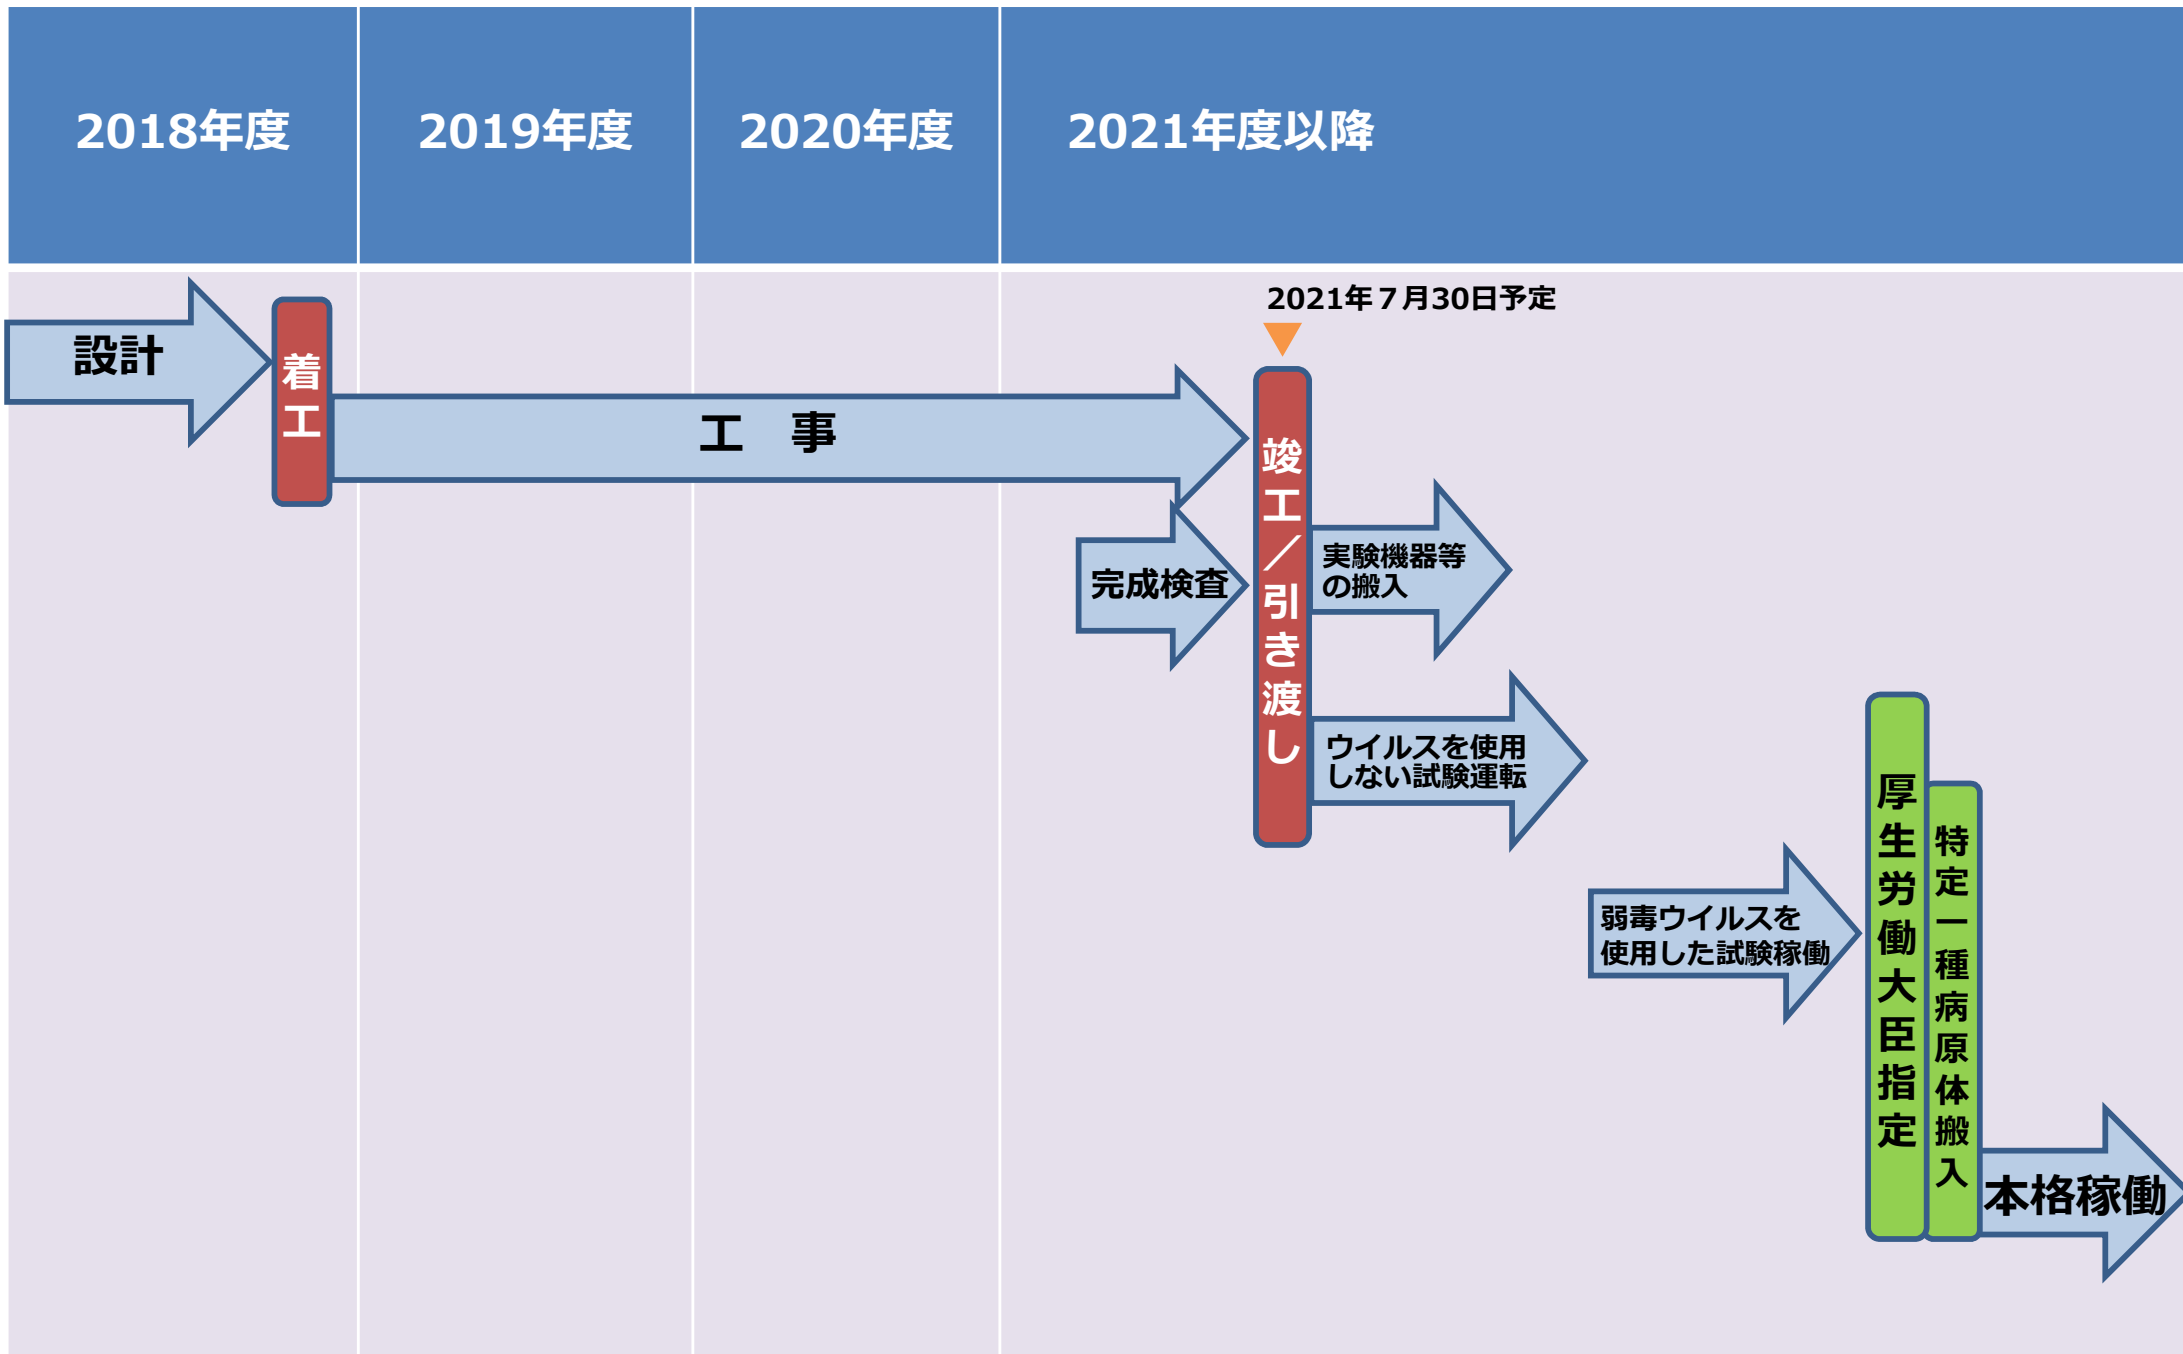 2018年度
2019年度
2020年度
2021年度以降
2021年７月30日予定
設計
着工
工　事
竣工／引き渡し
完成検査
実験機器等
の搬入
ウイルスを使用
しない試験運転
弱毒ウイルスを
使用した試験稼働
厚生労働大臣指定
特定一種病原体搬入
本格稼働